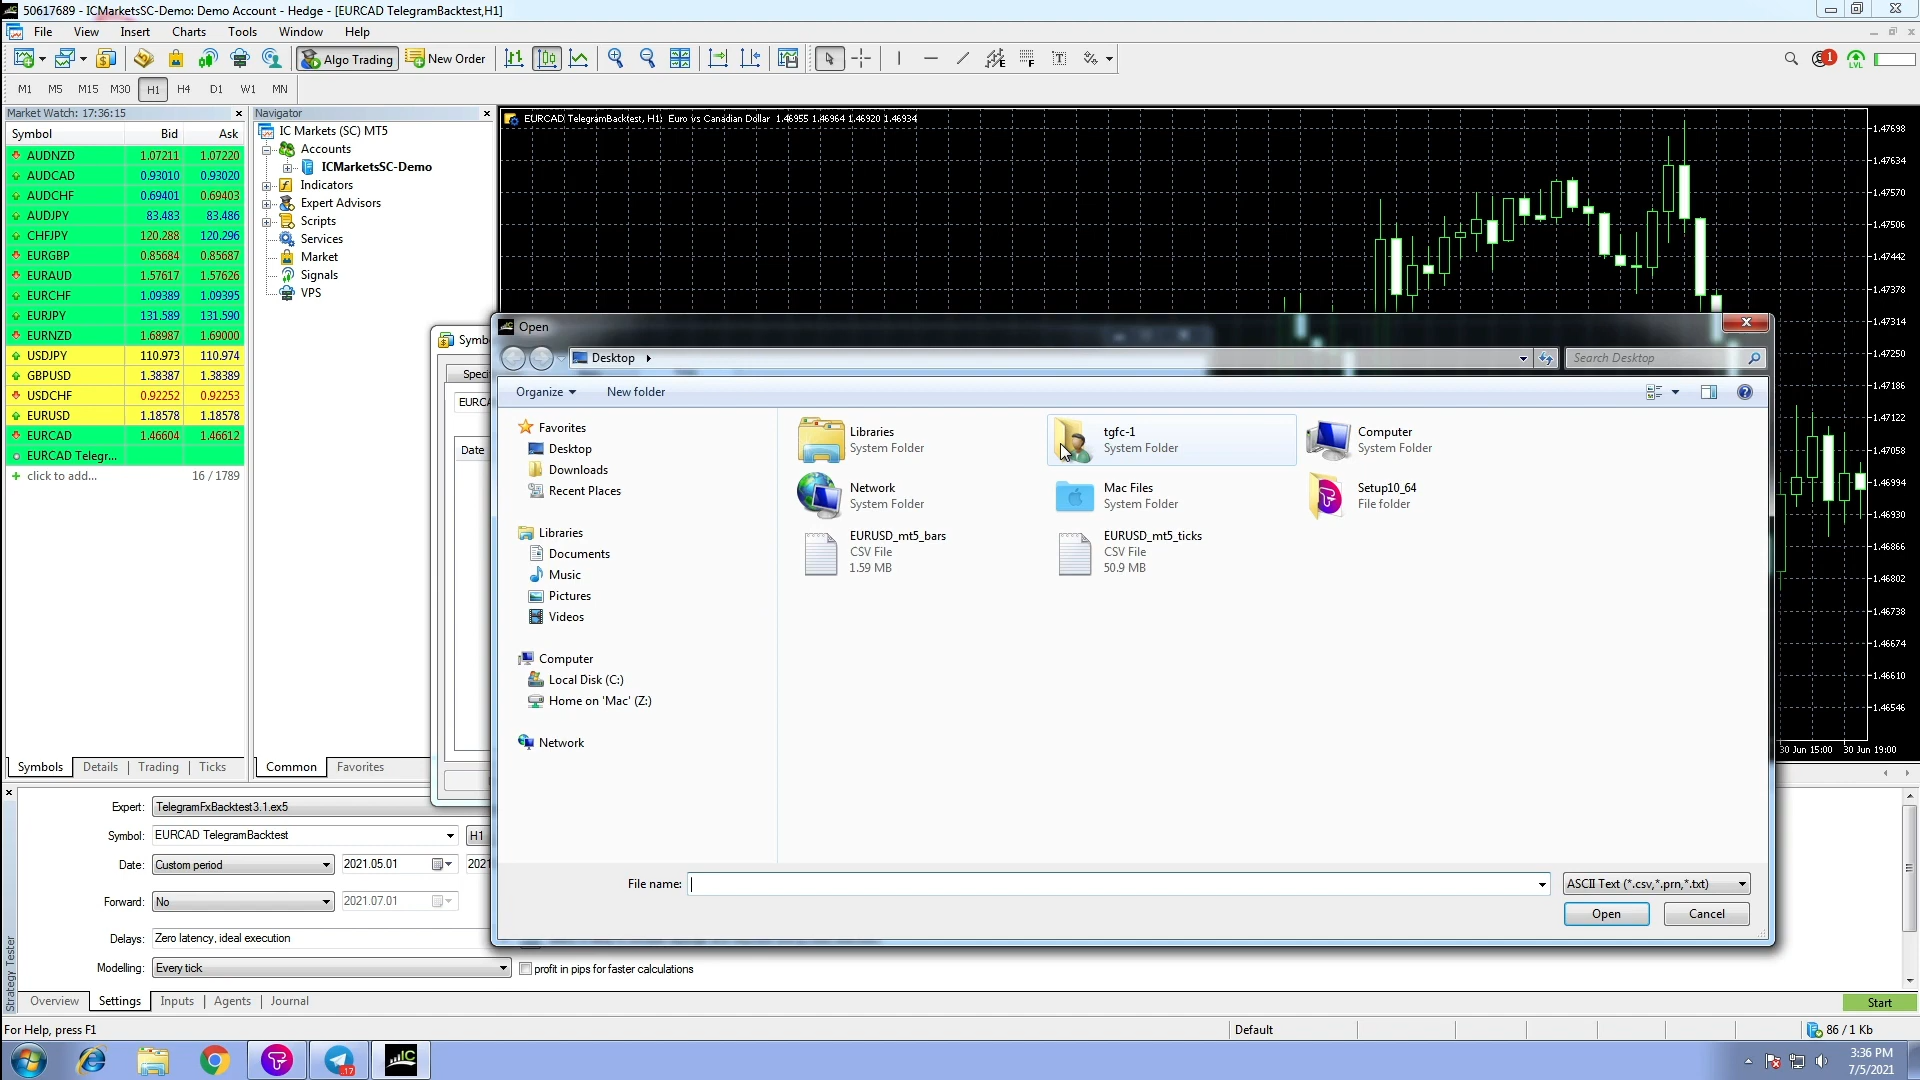 50617689 - ICMarketsSC-Demo: Demo Account - Hedge - [EURCAD TelegramBacktest,H1]
File View Insert Charts Tools Window Help
Algo Trading New Order 1 LVL
M1 M5 M15 M30 H1 H4 D1 W1 MN
Market Watch: 17:36:15
Symbol Bid Ask
AUDNZD 1.07211 1.07220
AUDCAD 0.93010 0.93020
AUDCHF 0.69401 0.69403
AUDJPY 83.483 83.486
CHFJPY 120.288 120.296
EURGBP 0.85684 0.85687
EURAUD 1.57617 1.57626
EURCHF 1.09389 1.09395
EURJPY 131.589 131.590
EURNZD 1.68987 1.69000
USDJPY 110.973 110.974
GBPUSD 1.38387 1.38389
USDCHF 0.92252 0.92253
EURUSD 1.18578 1.18578
EURCAD 1.46604 1.46612
EURCAD Telegr...
click to add... 16 / 1789
Symbols Details Trading Ticks
Navigator
IC Markets (SC) MT5
Accounts
ICMarketsSC-Demo
Indicators
Expert Advisors
Scripts
Services
Market
Signals
VPS
Common Favorites
EURCAD TelegramBacktest, H1: Euro vs Canadian Dollar 1.46955 1.46964 1.46920 1.46934
1.47698
1.47634
1.47570
1.47506
1.47442
1.47378
1.47314
1.47250
1.47186
1.47122
1.47058
1.46994
1.46930
1.46866
1.46802
1.46738
1.46674
1.46610
1.46546
30 Jun 15:00 30 Jun 19:00
Symb
Speci
EURCA
Date
Open
Desktop
Search Desktop
Organize New folder
Favorites
Desktop
Downloads
Recent Places
Libraries
Documents
Music
Pictures
Videos
Computer
Local Disk (C:)
Home on 'Mac' (Z:)
Network
Libraries
System Folder
tgfc-1
System Folder
Computer
System Folder
Network
System Folder
Mac Files
System Folder
Setup10_64
File folder
EURUSD_mt5_bars
CSV File
1.59 MB
EURUSD_mt5_ticks
CSV File
50.9 MB
File name:
ASCII Text (*.csv,*.prn,*.txt)
Open Cancel
Strategy Tester
Expert: TelegramFxBacktest3.1.ex5
Symbol: EURCAD TelegramBacktest H1
Date: Custom period 2021.05.01 2021
Forward: No 2021.07.01
Delays: Zero latency, ideal execution
Modelling: Every tick profit in pips for faster calculations
Overview Settings Inputs Agents Journal
Start
For Help, press F1
Default
86 / 1 Kb
17
IC
3:36 PM
7/5/2021